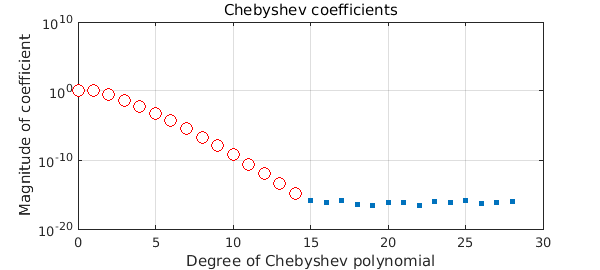 Chebyshev coefficients
10^10
10^0
10^-10
10^-20
Magnitude of coefficient
0 5 10 15 20 25 30
Degree of Chebyshev polynomial